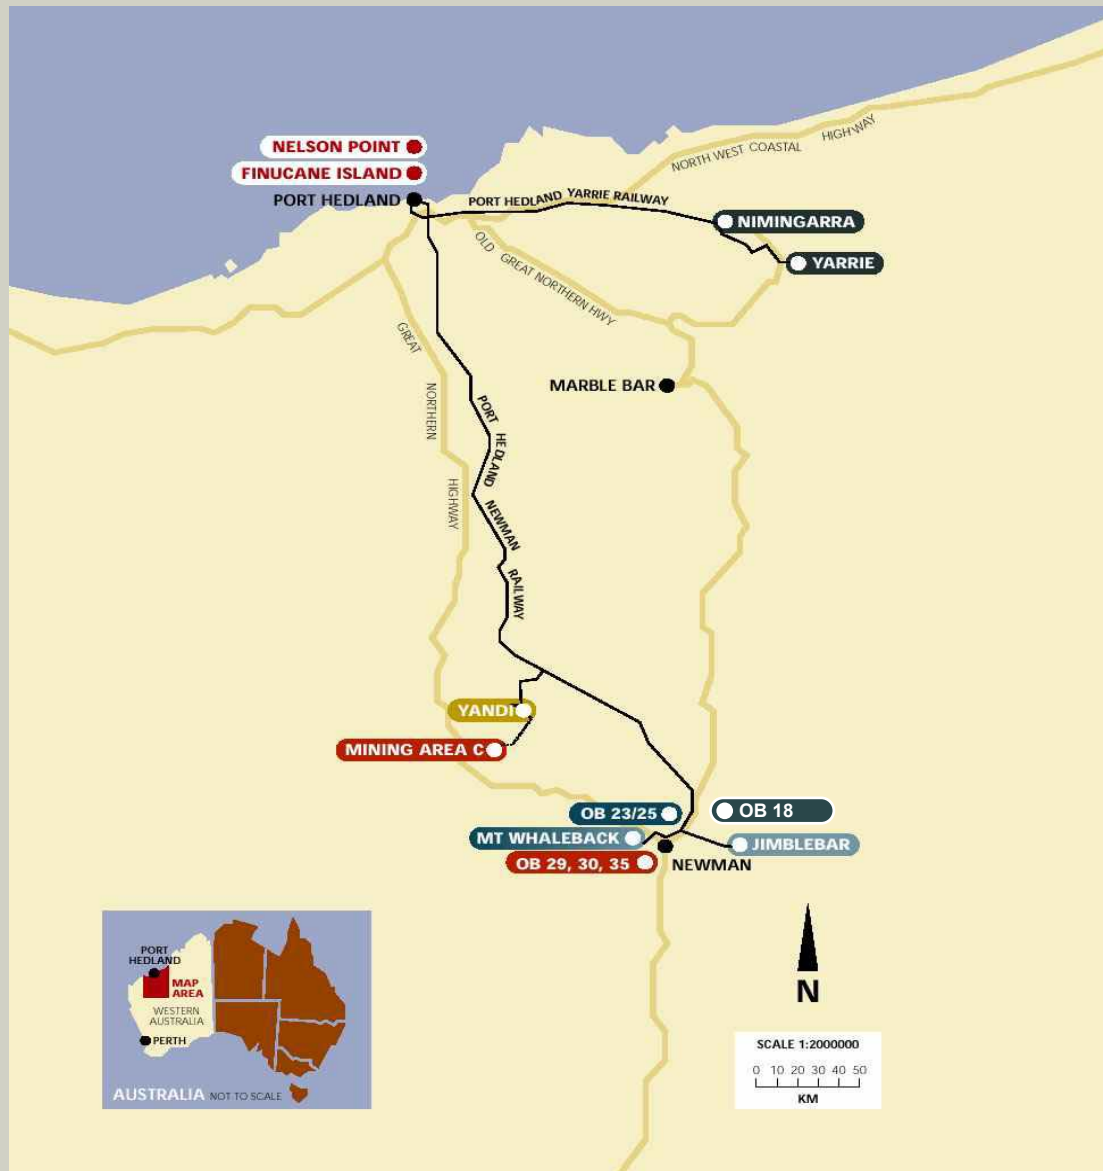 NELSON POINT
FINUCANE ISLAND
PORT HEDLAND
PORT HEDLAND YARRIE RAILWAY
NORTH WEST COASTAL HIGHWAY
NIMINGARRA
YARRIE
OLD GREAT NORTHERN HWY
GREAT NORTHERN HIGHWAY
MARBLE BAR
PORT HEDLAND NEWMAN RAILWAY
YANDI
MINING AREA C
OB 23/25
OB 18
MT WHALEBACK
JIMBLEBAR
OB 29, 30, 35
NEWMAN
PORT
HEDLAND
MAP
AREA
WESTERN
AUSTRALIA
PERTH
AUSTRALIA NOT TO SCALE
N
SCALE 1:2000000
0 10 20 30 40 50
KM